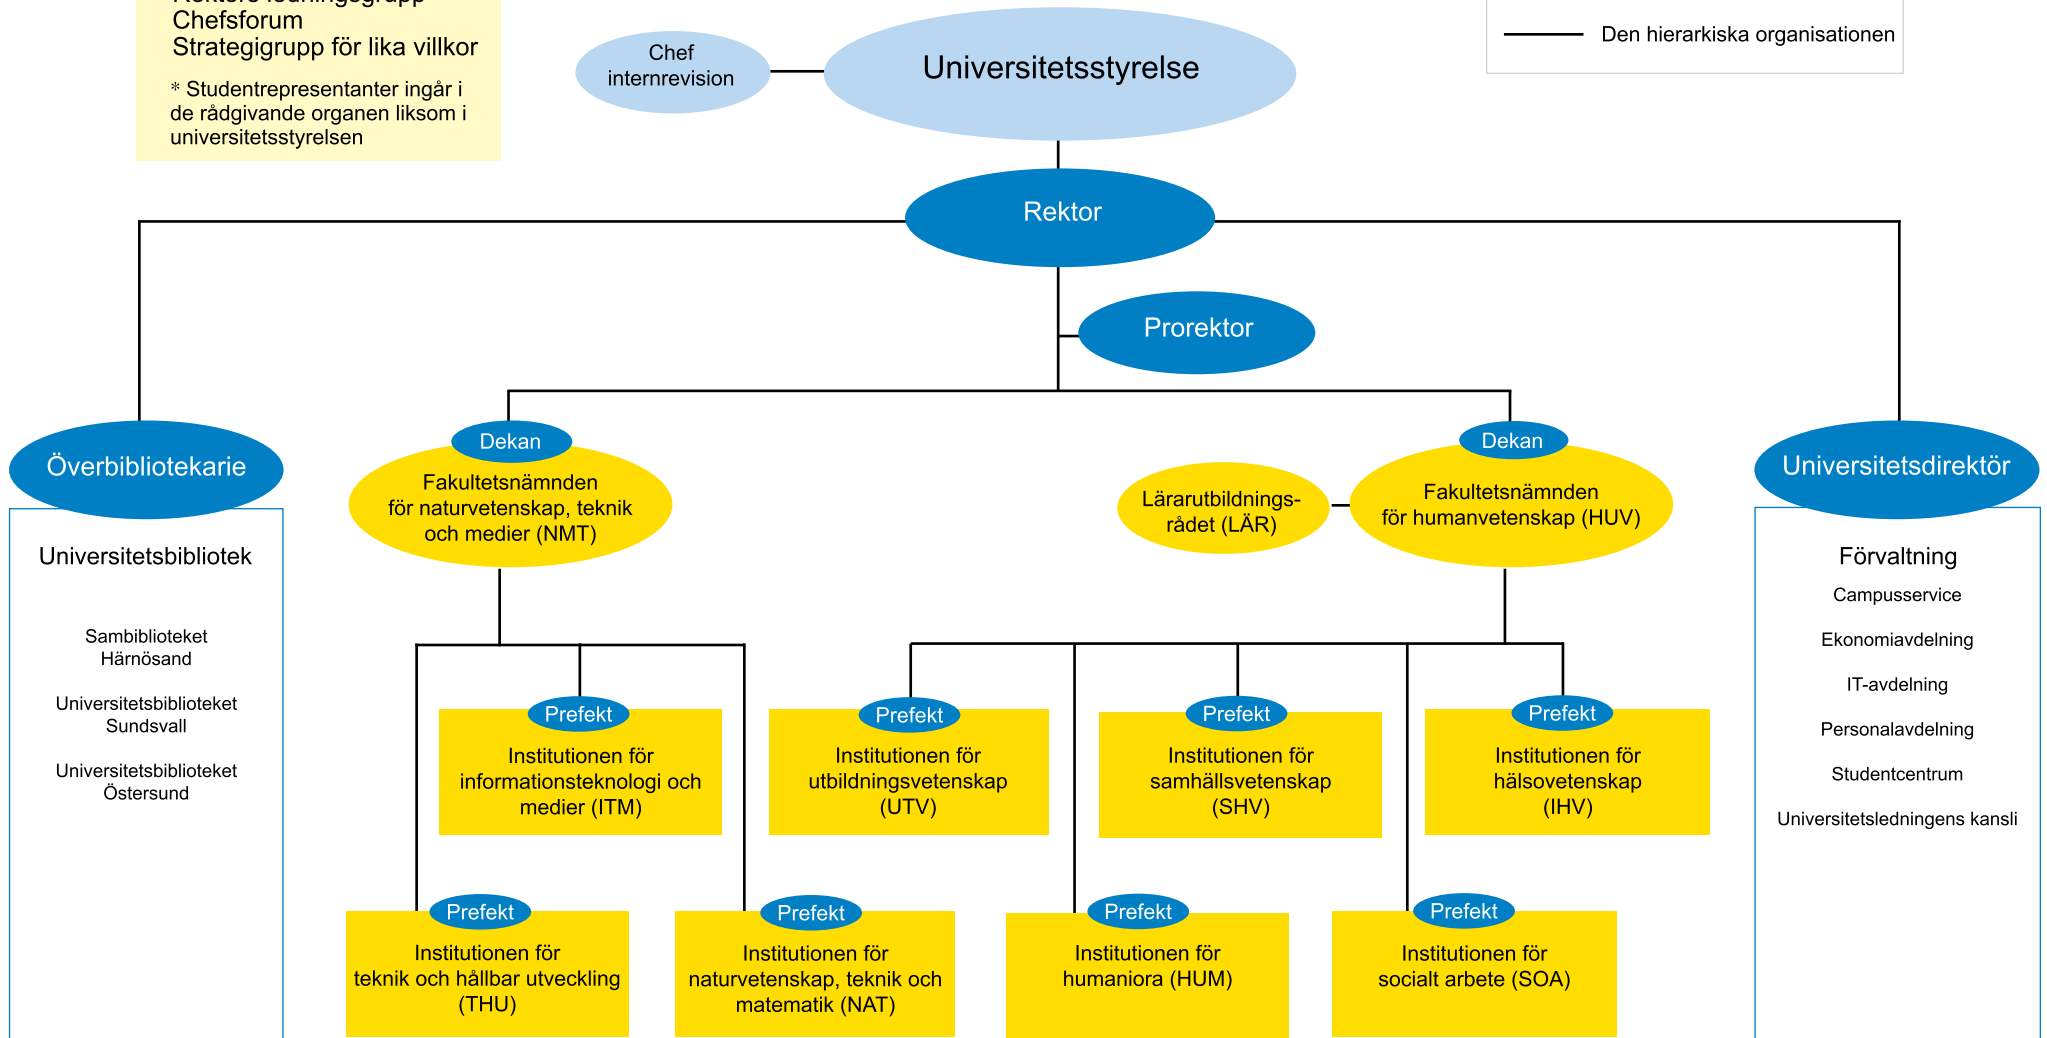 Rektors ledningsgrupp
Chefsforum
Strategigrupp för lika villkor
* Studentrepresentanter ingår i
de rådgivande organen liksom i
universitetsstyrelsen
Chef
internrevision
Universitetsstyrelse
Den hierarkiska organisationen
Rektor
Prorektor
Överbibliotekarie
Universitetsbibliotek
Sambiblioteket
Härnösand
Universitetsbiblioteket
Sundsvall
Universitetsbiblioteket
Östersund
Dekan
Fakultetsnämnden
för naturvetenskap, teknik
och medier (NMT)
Lärarutbildnings-
rådet (LÄR)
Dekan
Fakultetsnämnden
för humanvetenskap (HUV)
Universitetsdirektör
Förvaltning
Campusservice
Ekonomiavdelning
IT-avdelning
Personalavdelning
Studentcentrum
Universitetsledningens kansli
Prefekt
Institutionen för
informationsteknologi och
medier (ITM)
Prefekt
Institutionen för
utbildningsvetenskap
(UTV)
Prefekt
Institutionen för
samhällsvetenskap
(SHV)
Prefekt
Institutionen för
hälsovetenskap
(IHV)
Prefekt
Institutionen för
teknik och hållbar utveckling
(THU)
Prefekt
Institutionen för
naturvetenskap, teknik och
matematik (NAT)
Prefekt
Institutionen för
humaniora (HUM)
Prefekt
Institutionen för
socialt arbete (SOA)